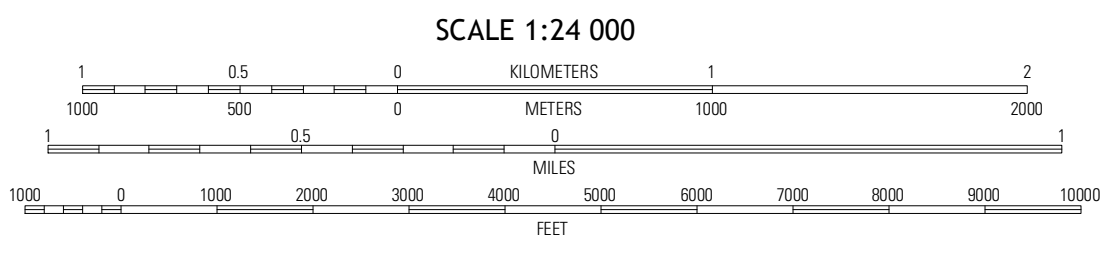 SCALE 1:24 000
1 0.5 0 KILOMETERS 1 2
1000 500 0 METERS 1000 2000
1 0.5 0 1
MILES
1000 0 1000 2000 3000 4000 5000 6000 7000 8000 9000 10000
FEET